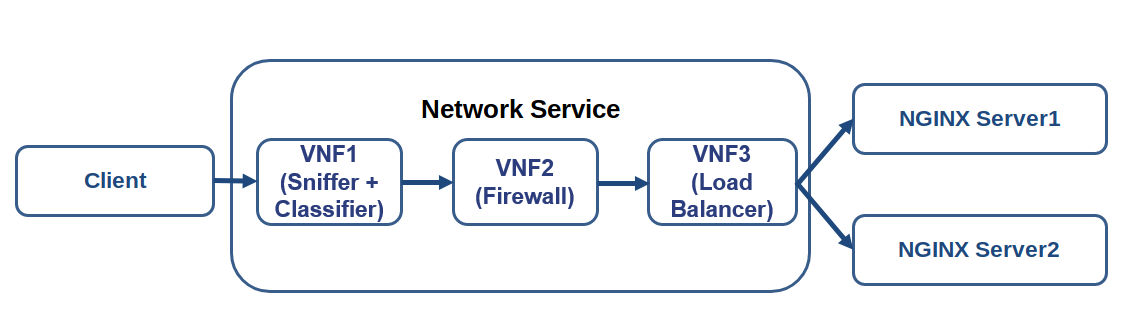 Network Service
Client
VNF1
(Sniffer +
Classifier)
VNF2
(Firewall)
VNF3
(Load
Balancer)
NGINX Server1
NGINX Server2